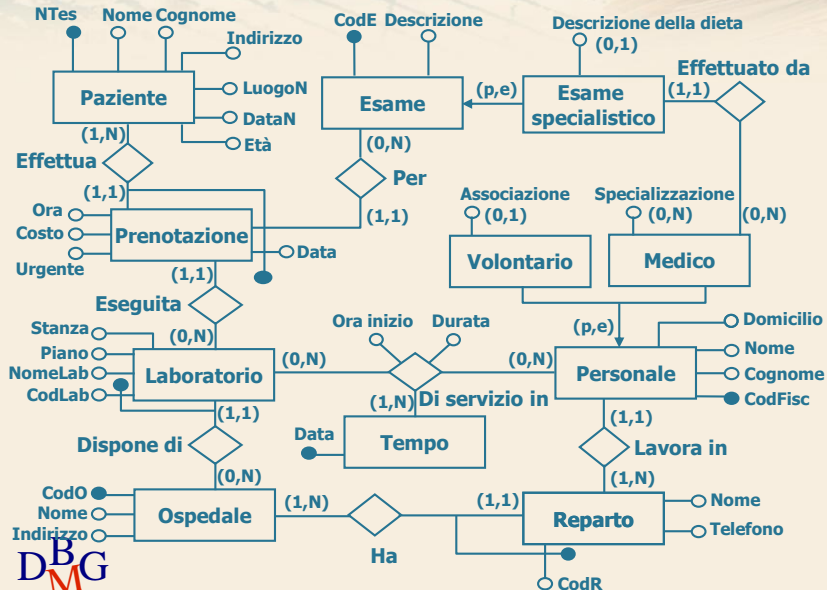 NTes Nome Cognome
Indirizzo
Paziente
LuogoN
DataN
Età
(1,N)
Effettua
(1,1)
CodE Descrizione
Esame
(0,N)
Per
(1,1)
(p,e)
Descrizione della dieta
(0,1)
Esame
specialistico
(1,1)
Effettuato da
(0,N)
Ora
Costo
Urgente
Prenotazione
Data
(1,1)
Eseguita
(0,N)
Associazione
(0,1)
Volontario
Specializzazione
(0,N)
Medico
(p,e)
Stanza
Piano
NomeLab
CodLab
Laboratorio
(0,N)
Ora inizio Durata
(0,N)
Di servizio in
(1,N)
Data
Tempo
Personale
Domicilio
Nome
Cognome
CodFisc
(1,1)
Dispone di
(0,N)
(1,1)
Lavora in
(1,N)
CodO
Nome
Indirizzo
Ospedale
(1,N)
Ha
(1,1)
Reparto
Nome
Telefono
CodR
DBMG